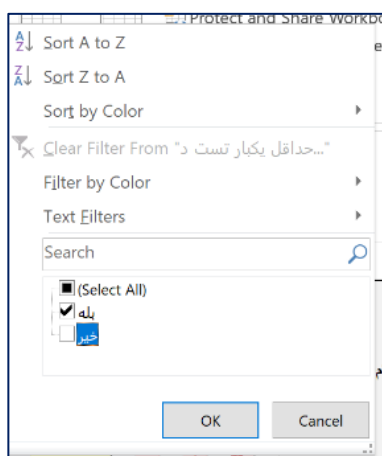 Protect and Share Workbo
Sort A to Z
Sort Z to A
Sort by Color
Clear Filter From "حداقل یکبار تست د..."
Filter by Color
Text Filters
Search
(Select All)
بله
خیر
OK
Cancel